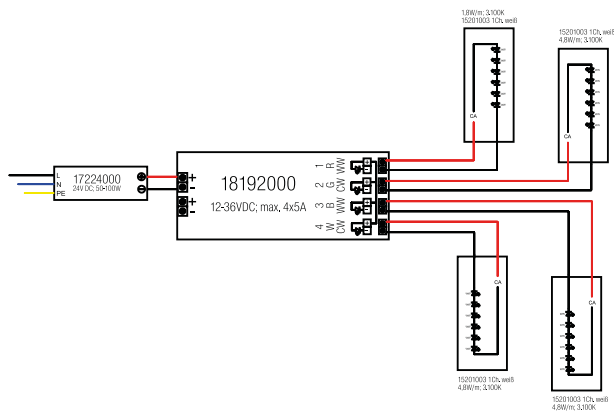 1.8W/m; 3.100K
15201003 1Ch. weiß
15201003 1Ch. weiß
4,8W/m; 3.100K
CA
CA
L
N
PE
17224000
24V DC; 50-100W
+
-
+
-
+
-
18192000
12-36VDC; max. 4x5A
1 R WW
2 G CW
3 B WW
4 W CW
CA
CA
15201003 1Ch. weiß
4,8W/m; 3.100K
15201003 1Ch. weiß
4,8W/m; 3.100K